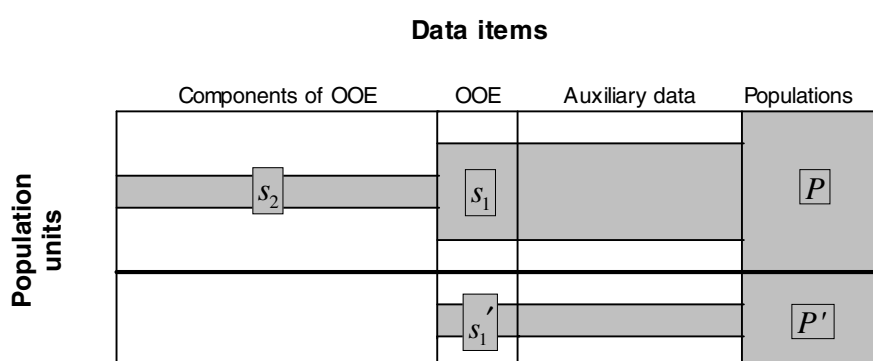 Data items
Components of OOE OOE Auxiliary data Populations
Population
units
s₂ s₁ P
s₁′ P'